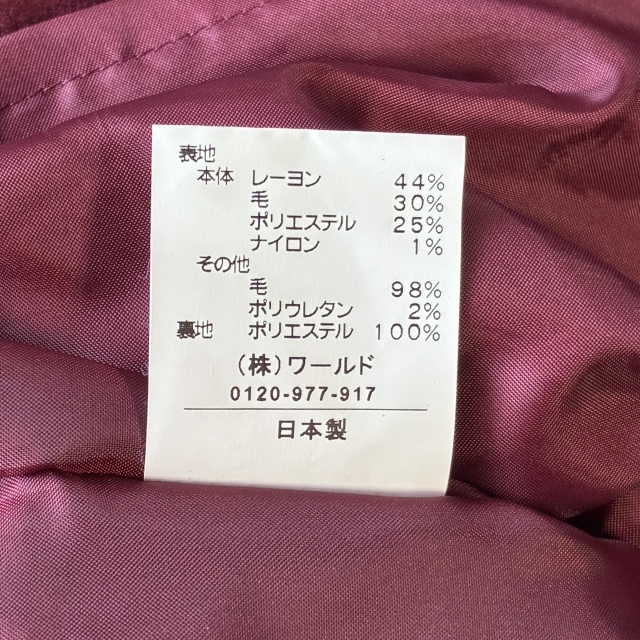 表地
本体 レーヨン 44%
毛 30%
ポリエステル 25%
ナイロン 1%
その他
毛 98%
ポリウレタン 2%
裏地 ポリエステル 100%
(株)ワールド
0120-977-917
日本製